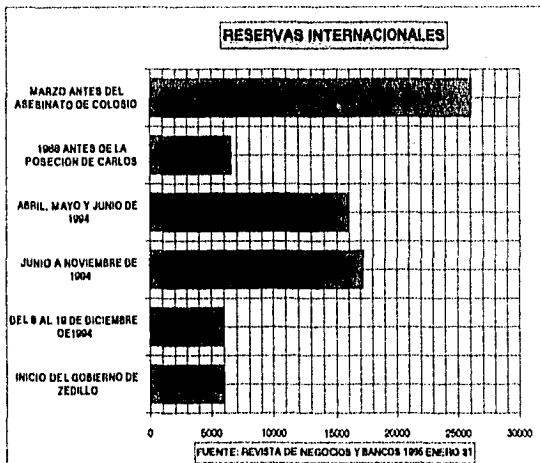 RESERVAS INTERNACIONALES
MARZO ANTES DEL
ASESINATO DE COLOSIO
1988 ANTES DE LA
POSECION DE CARLOS
ABRIL, MAYO Y JUNIO DE
1994
JUNIO A NOVIEMBRE DE
1994
DEL 8 AL 19 DE DICIEMBRE
DE1994
INICIO DEL GOBIERNO DE
ZEDILLO
0 5000 10000 15000 20000 25000 30000
FUENTE: REVISTA DE NEGOCIOS Y BANCOS 1995 ENERO 31